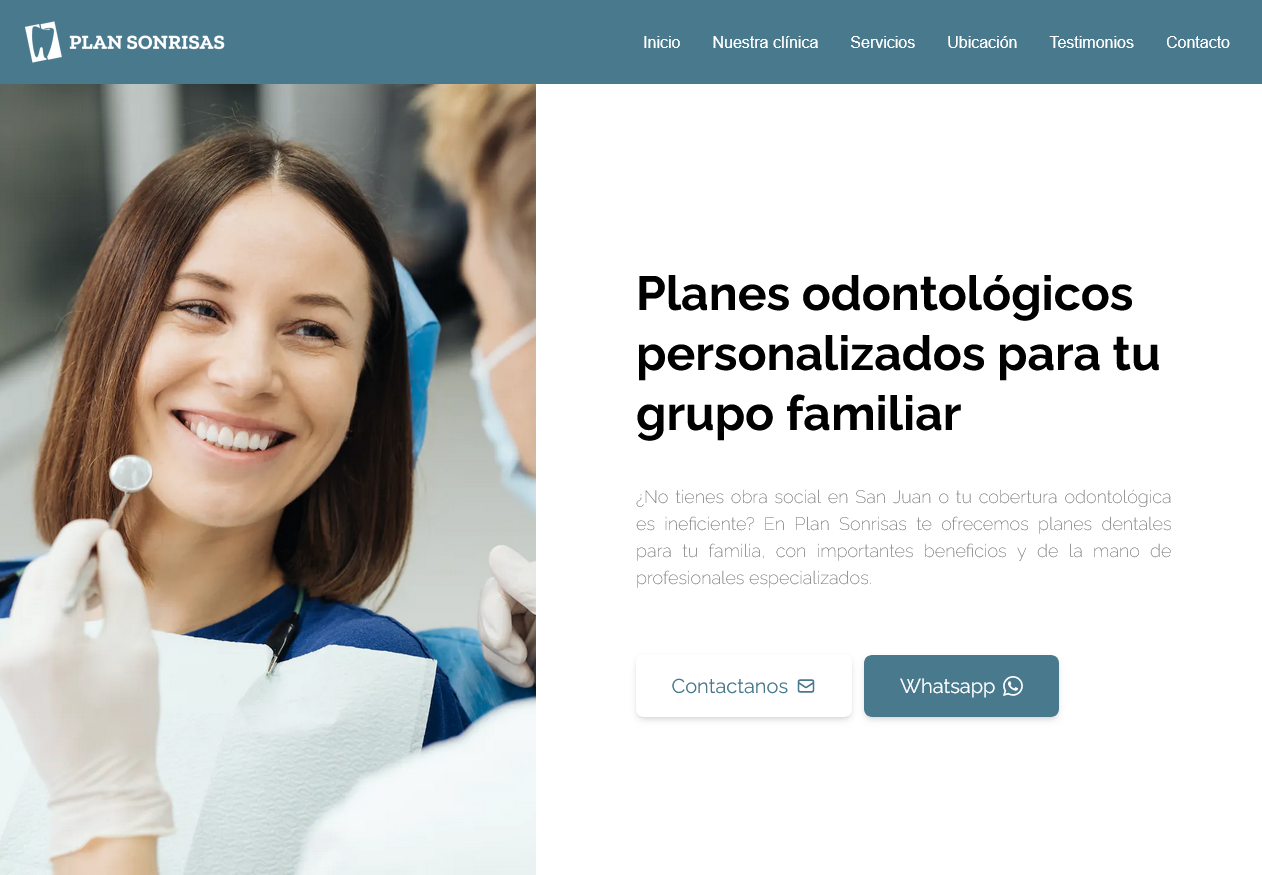 PLAN SONRISAS
Inicio Nuestra clínica Servicios Ubicación Testimonios Contacto
Planes odontológicos
personalizados para tu
grupo familiar
¿No tienes obra social en San Juan o tu cobertura odontológica
es ineficiente? En Plan Sonrisas te ofrecemos planes dentales
para tu familia, con importantes beneficios y de la mano de
profesionales especializados.
Contactanos Whatsapp